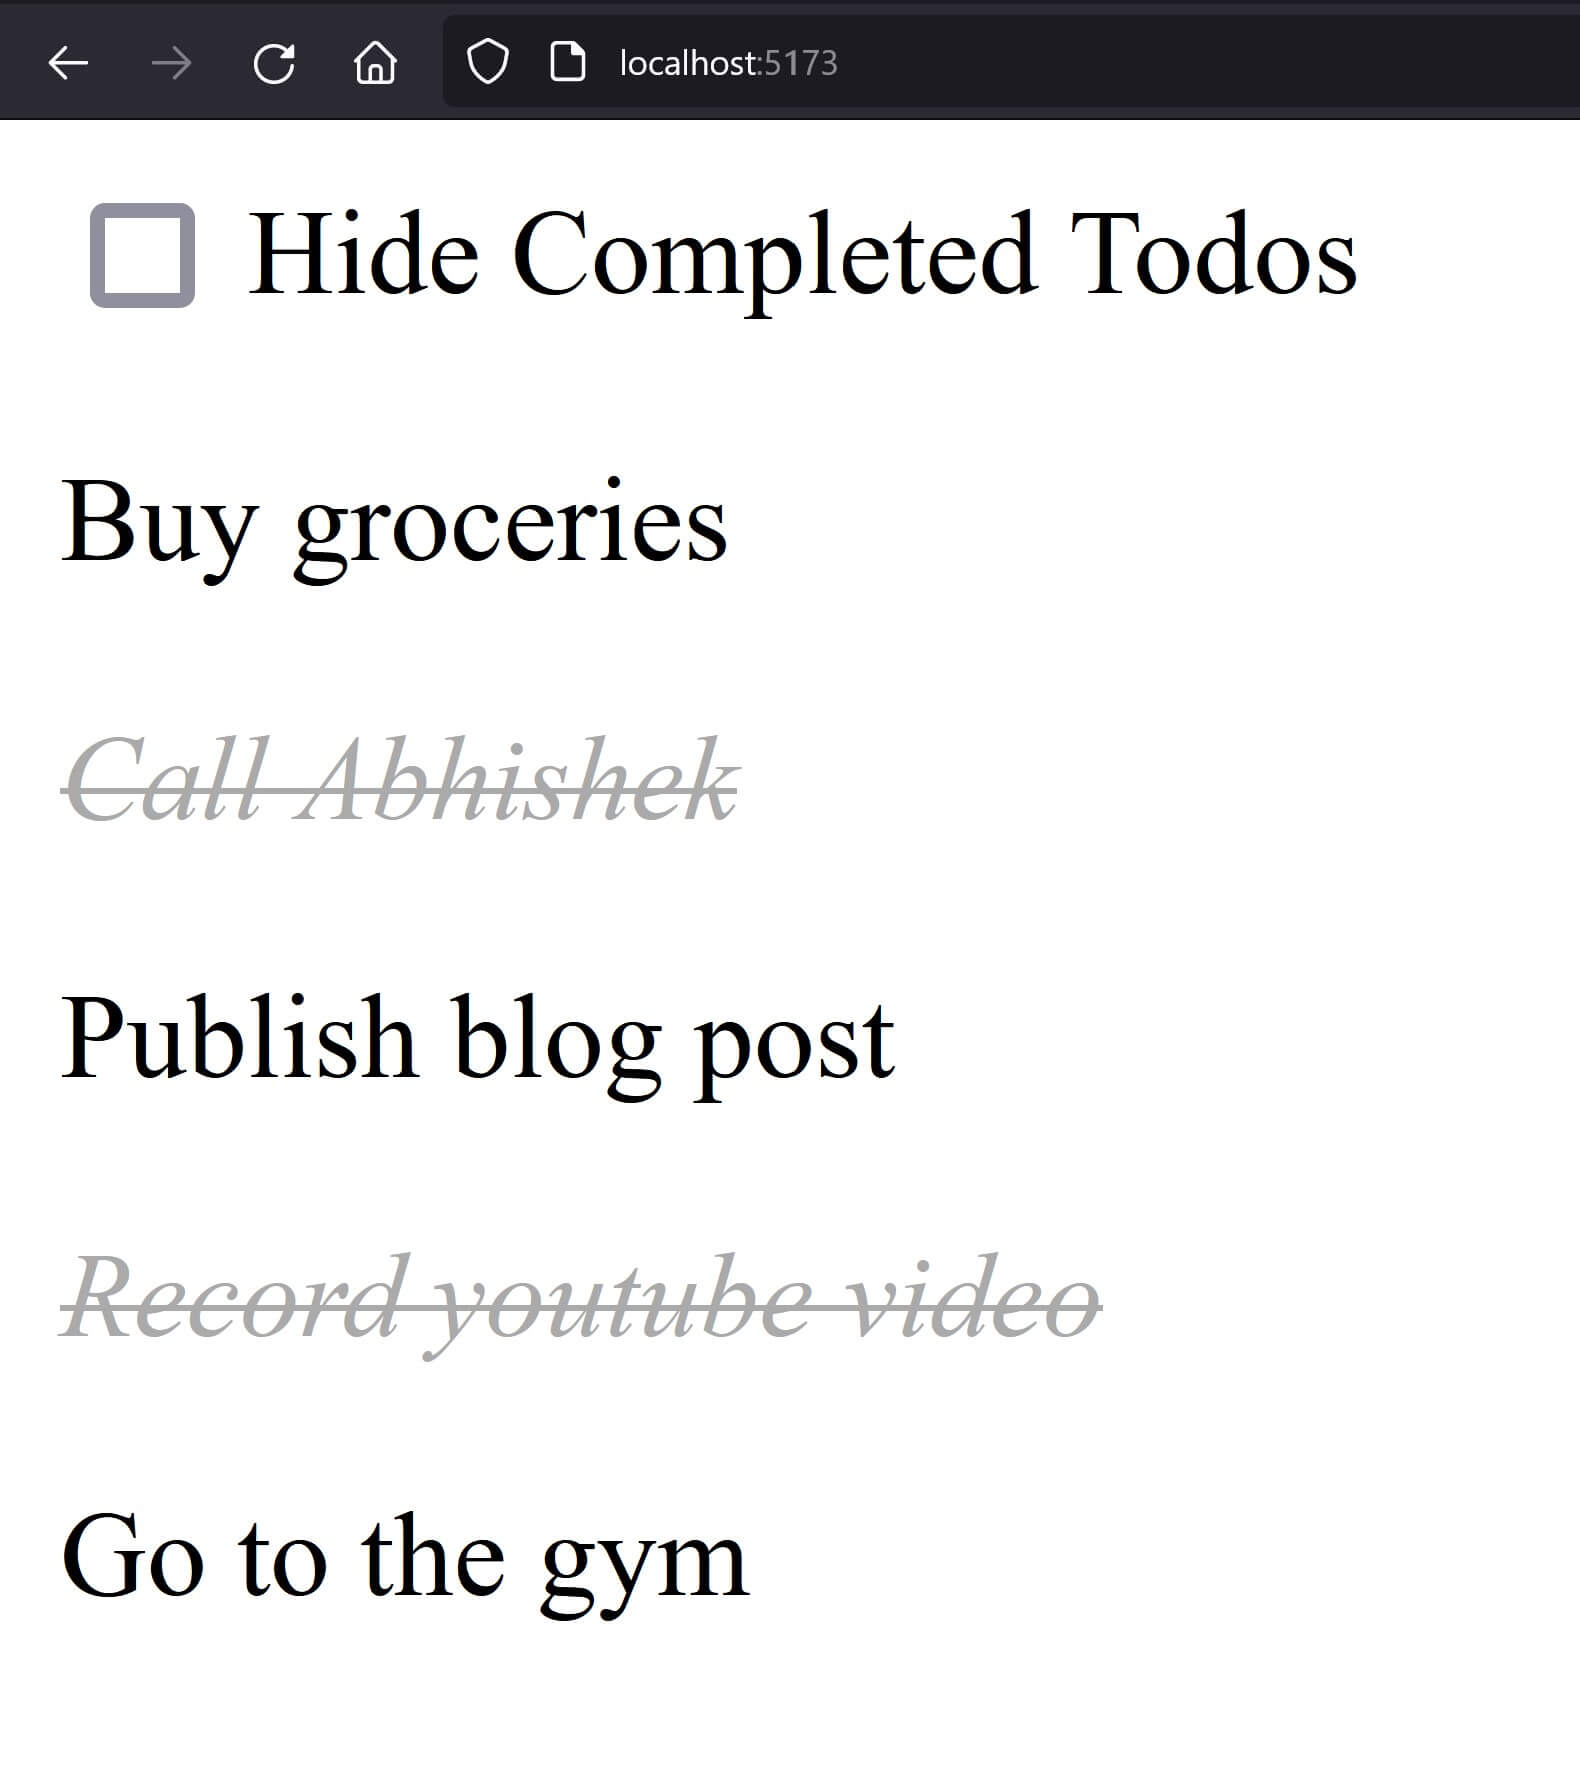 localhost:5173
Hide Completed Todos
Buy groceries
Call Abhishek
Publish blog post
Record youtube video
Go to the gym